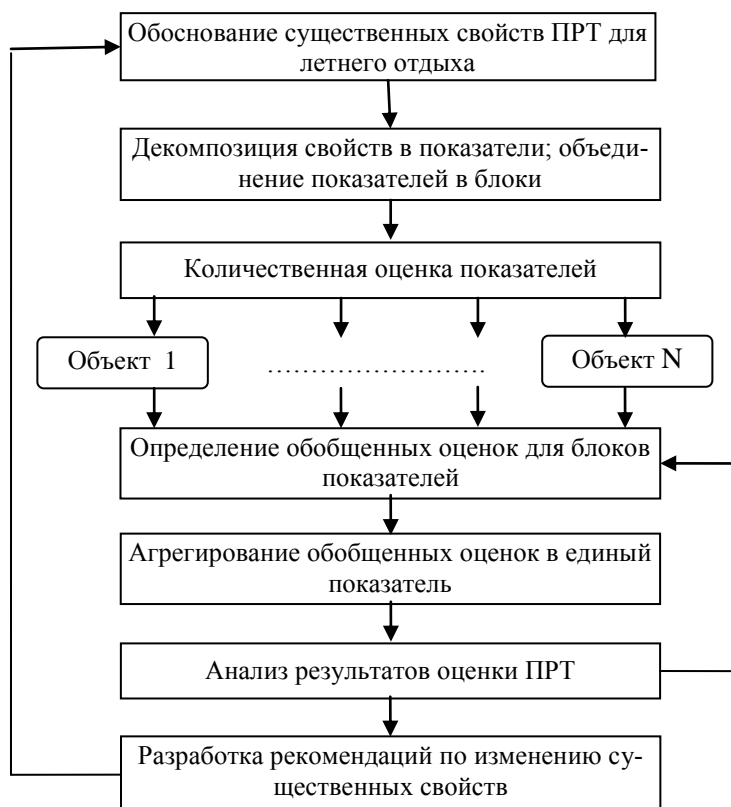 Обоснование существенных свойств ПРТ для
летнего отдыха
Декомпозиция свойств в показатели; объеди-
нение показателей в блоки
Количественная оценка показателей
Объект 1
........................
Объект N
Определение обобщенных оценок для блоков
показателей
Агрегирование обобщенных оценок в единый
показатель
Анализ результатов оценки ПРТ
Разработка рекомендаций по изменению су-
щественных свойств